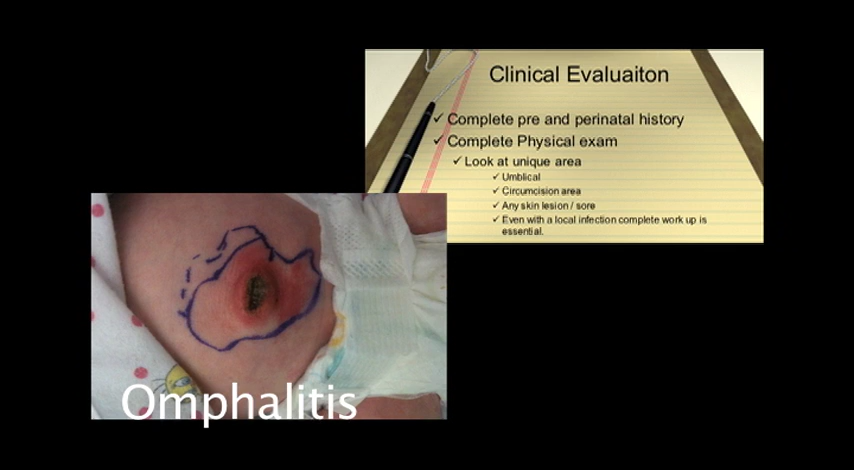 Clinical Evaluaiton
✓ Complete pre and perinatal history
✓ Complete Physical exam
✓ Look at unique area
✓ Umblical
✓ Circumcision area
✓ Any skin lesion / sore
✓ Even with a local infection complete work up is
essential.
Omphalitis